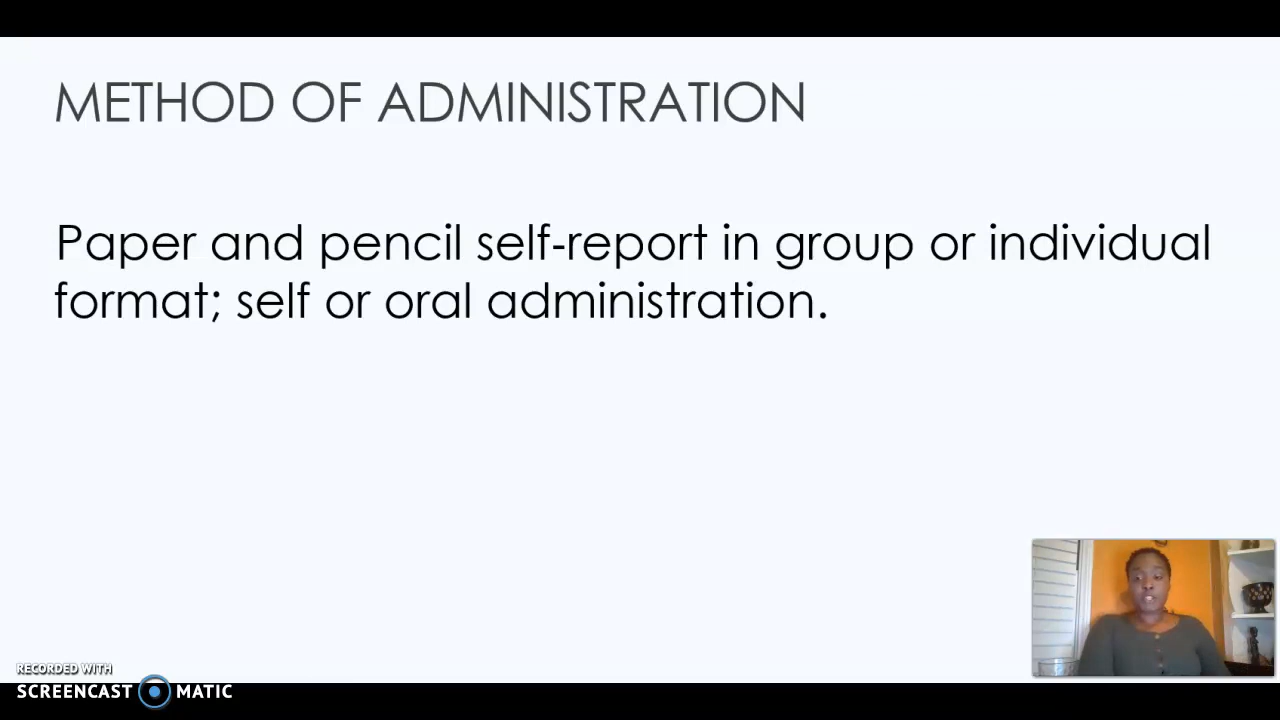 METHOD OF ADMINISTRATION
Paper and pencil self-report in group or individual
format; self or oral administration.
RECORDED WITH
SCREENCAST MATIC